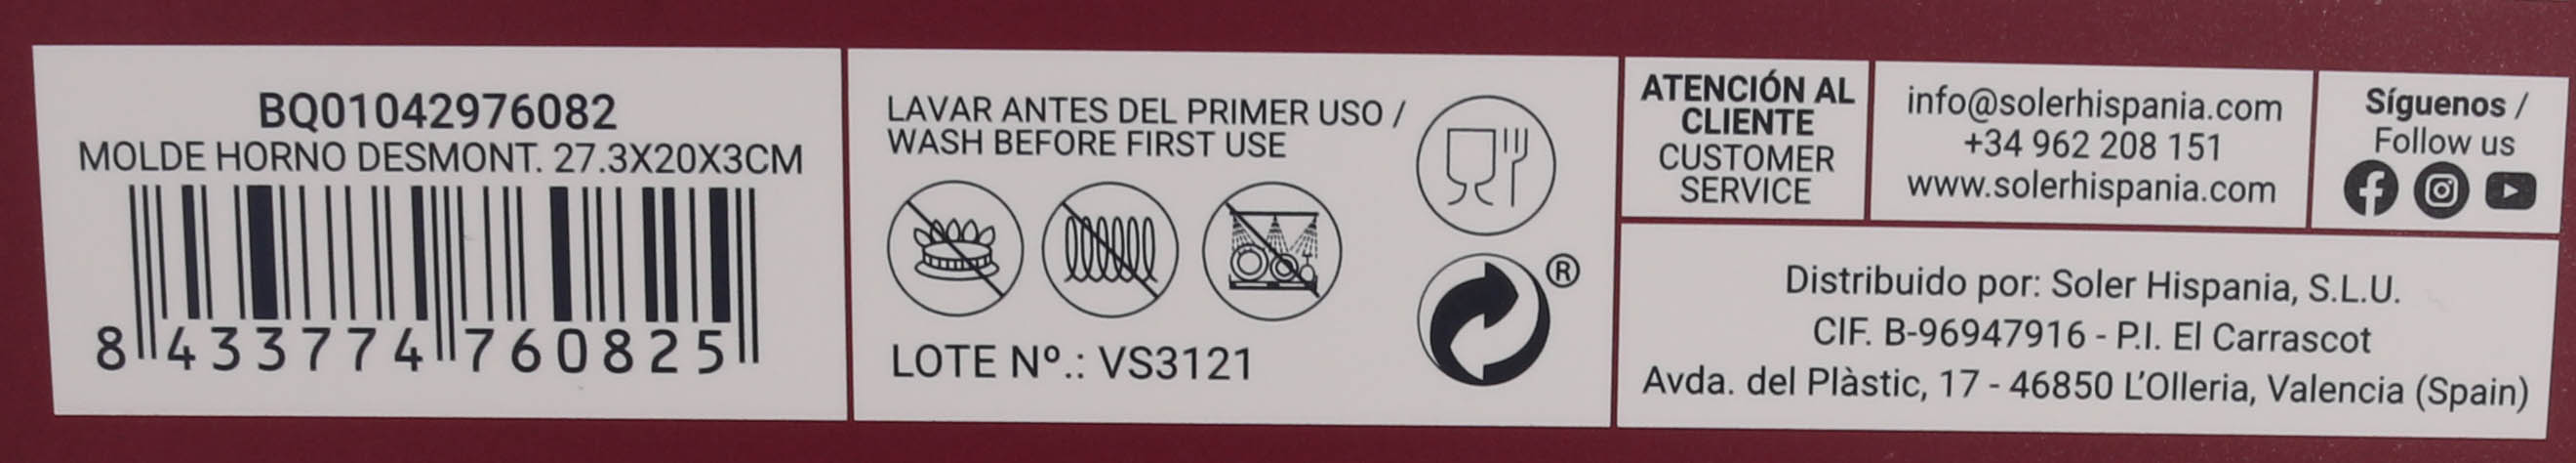 BQ01042976082
MOLDE HORNO DESMONT. 27.3X20X3CM
8 433774 760825
LAVAR ANTES DEL PRIMER USO /
WASH BEFORE FIRST USE
LOTE Nº.: VS3121
®
ATENCIÓN AL
CLIENTE
CUSTOMER
SERVICE
info@solerhispania.com
+34 962 208 151
www.solerhispania.com
Síguenos /
Follow us
Distribuido por: Soler Hispania, S.L.U.
CIF. B-96947916 - P.I. El Carrascot
Avda. del Plàstic, 17 - 46850 L'Olleria, Valencia (Spain)